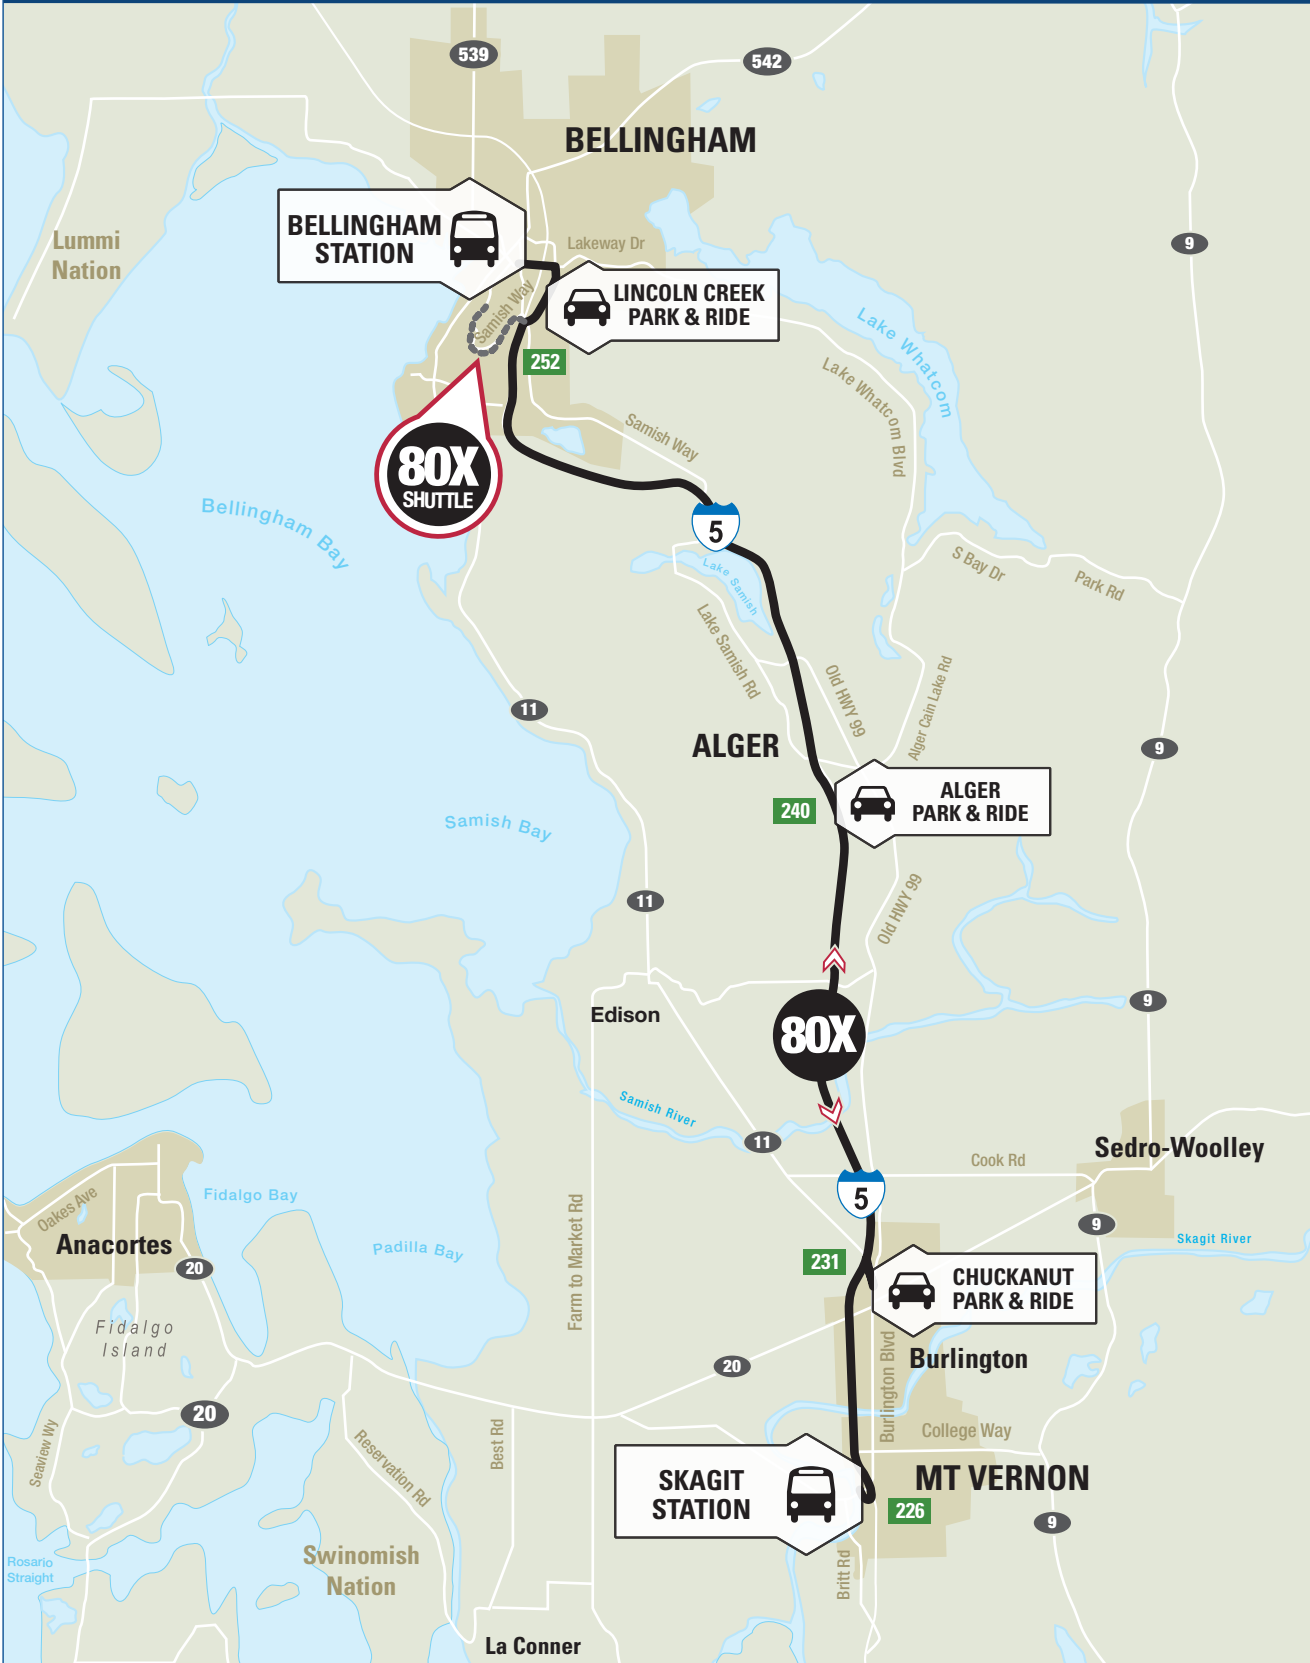 539
542
BELLINGHAM
BELLINGHAM
STATION
Lummi
Nation
Lakeway Dr
9
LINCOLN CREEK
PARK & RIDE
Samish Way
252
Lake Whatcom
Lake Whatcom Blvd
Samish Way
80X
SHUTTLE
Bellingham Bay
5
S Bay Dr
Park Rd
Lake Samish
Lake Samish Rd
Old HWY 99
Alger Cain Lake Rd
11
ALGER
9
ALGER
PARK & RIDE
240
Samish Bay
11
Old HWY 99
9
Edison
80X
Samish River
11
Cook Rd
Sedro-Woolley
5
Oakes Ave
Fidalgo Bay
Anacortes
20
Padilla Bay
Farm to Market Rd
9
Skagit River
231
CHUCKANUT
PARK & RIDE
Fidalgo
Island
20
Burlington Blvd
Burlington
20
Seaview Wy
Reservation Rd
Best Rd
College Way
SKAGIT
STATION
MT VERNON
226
9
Rosario
Straight
Swinomish
Nation
Britt Rd
La Conner